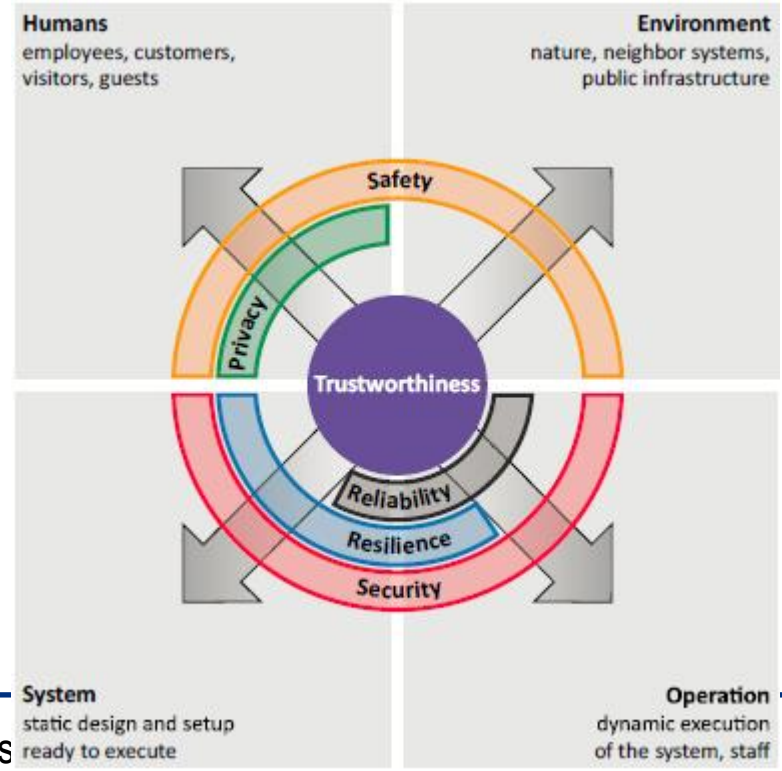 Humans
employees, customers,
visitors, guests
Environment
nature, neighbor systems,
public infrastructure
Safety
Privacy
Trustworthiness
Reliability
Resilience
Security
System
static design and setup
ready to execute
Operation
dynamic execution
of the system, staff